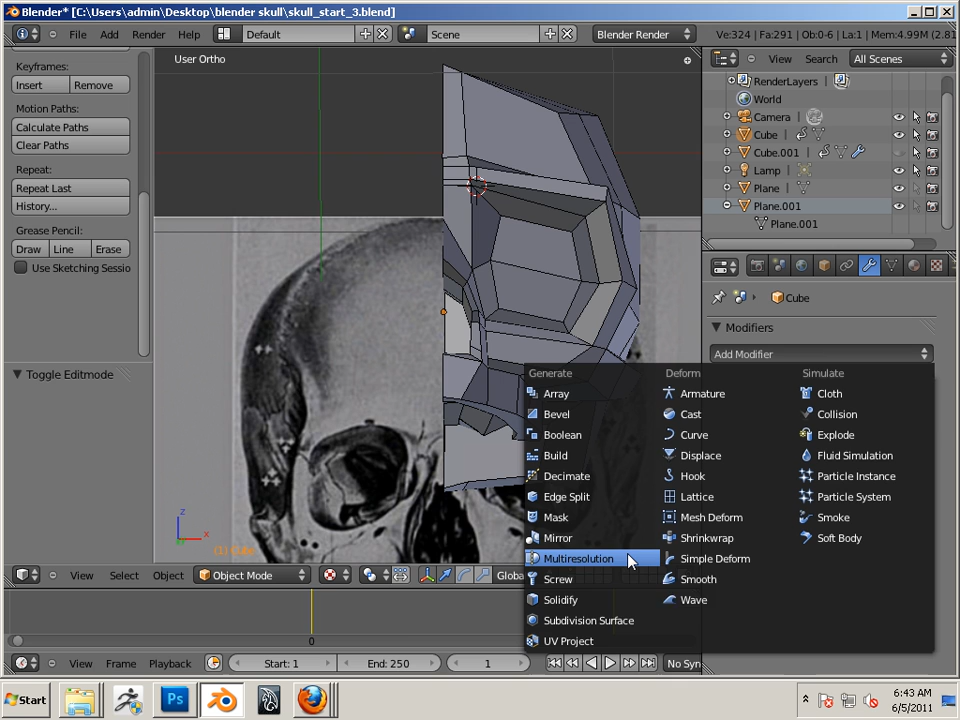 Blender* [C:\Users\admin\Desktop\blender skull\skull_start_3.blend]
File Add Render Help Default Scene Blender Render Ve:324 | Fa:291 | Ob:0-6 | La:1 | Mem:4.99M (2.81
Keyframes:
Insert Remove
Motion Paths:
Calculate Paths
Clear Paths
Repeat:
Repeat Last
History...
Grease Pencil:
Draw Line Erase
Use Sketching Sessio
Toggle Editmode
User Ortho
z
x
View Select Object Object Mode Globa
0
View Frame Playback Start: 1 End: 250 1 No Syn
View Search All Scenes
RenderLayers
World
Camera
Cube
Cube.001
Lamp
Plane
Plane.001
Plane.001
Cube
Modifiers
Add Modifier
Generate Deform Simulate
Array Armature Cloth
Bevel Cast Collision
Boolean Curve Explode
Build Displace Fluid Simulation
Decimate Hook Particle Instance
Edge Split Lattice Particle System
Mask Mesh Deform Smoke
Mirror Shrinkwrap Soft Body
Multiresolution Simple Deform
Screw Smooth
Solidify Wave
Subdivision Surface
UV Project
Start Ps 6:43 AM
6/5/2011